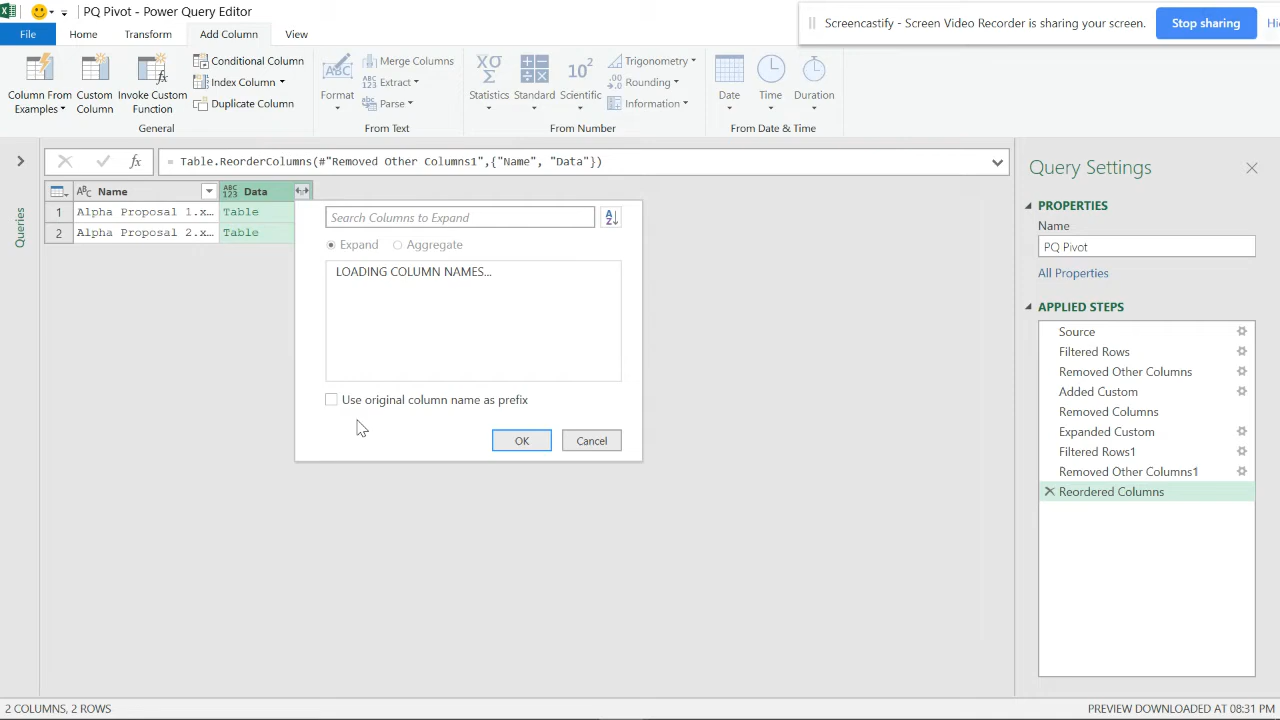 PQ Pivot - Power Query Editor
Screencastify - Screen Video Recorder is sharing your screen.
Stop sharing
File
Home
Transform
Add Column
View
Column From Examples
Custom Column
Invoke Custom Function
Conditional Column
Index Column
Duplicate Column
General
Format
Merge Columns
Extract
Parse
From Text
Statistics
Standard
Scientific
Trigonometry
Rounding
Information
From Number
Date
Time
Duration
From Date & Time
fx
= Table.ReorderColumns(#"Removed Other Columns1",{"Name", "Data"})
Queries
Name
Data
1
Alpha Proposal 1.x...
Table
2
Alpha Proposal 2.x...
Table
Search Columns to Expand
Expand
Aggregate
LOADING COLUMN NAMES...
Use original column name as prefix
OK
Cancel
Query Settings
PROPERTIES
Name
PQ Pivot
All Properties
APPLIED STEPS
Source
Filtered Rows
Removed Other Columns
Added Custom
Removed Columns
Expanded Custom
Filtered Rows1
Removed Other Columns1
Reordered Columns
2 COLUMNS, 2 ROWS
PREVIEW DOWNLOADED AT 08:31 PM